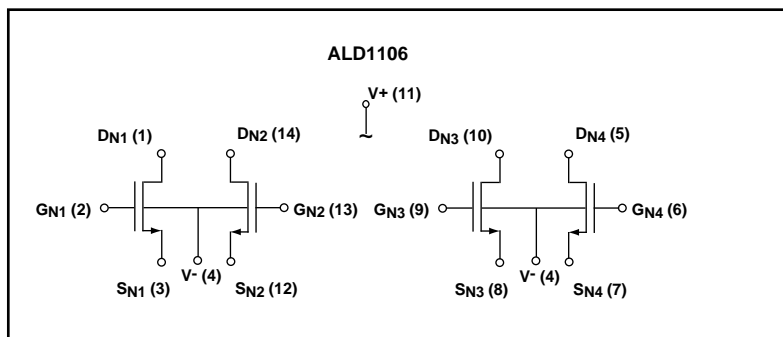 ALD1106
V+ (11)
~
DN1 (1)
DN2 (14)
DN3 (10)
DN4 (5)
GN1 (2)
GN2 (13)
GN3 (9)
GN4 (6)
V- (4)
V- (4)
SN1 (3)
SN2 (12)
SN3 (8)
SN4 (7)